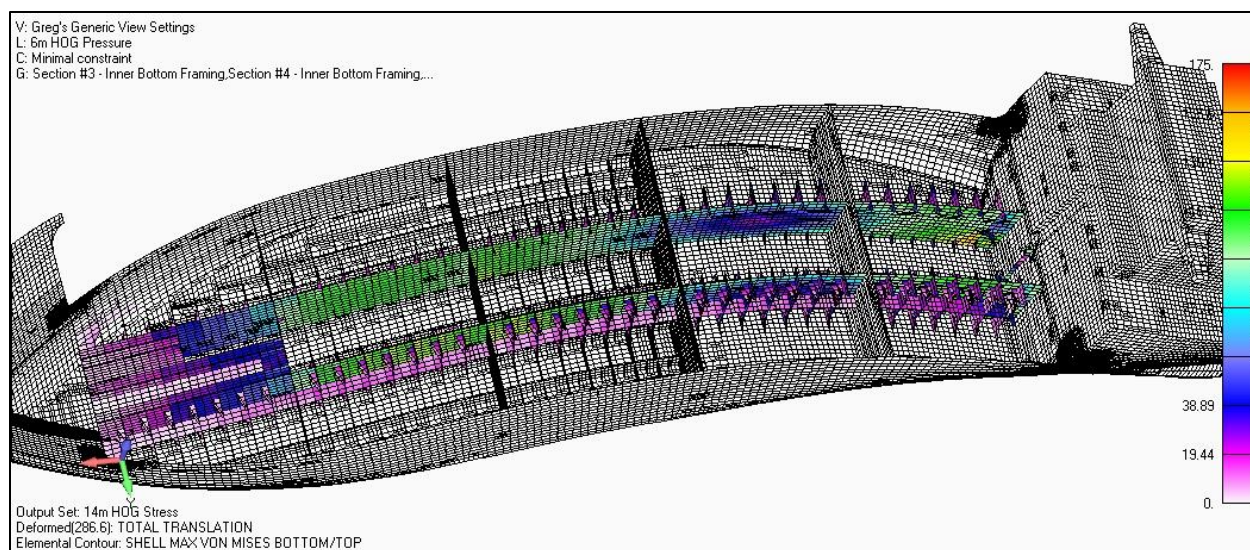 V: Greg's Generic View Settings
L: 6m HOG Pressure
C: Minimal constraint
G: Section #3 - Inner Bottom Framing,Section #4 - Inner Bottom Framing,...
175.
38.89
19.44
0.
Y
Output Set: 14m HOG Stress
Deformed(286.6): TOTAL TRANSLATION
Elemental Contour: SHELL MAX VON MISES BOTTOM/TOP